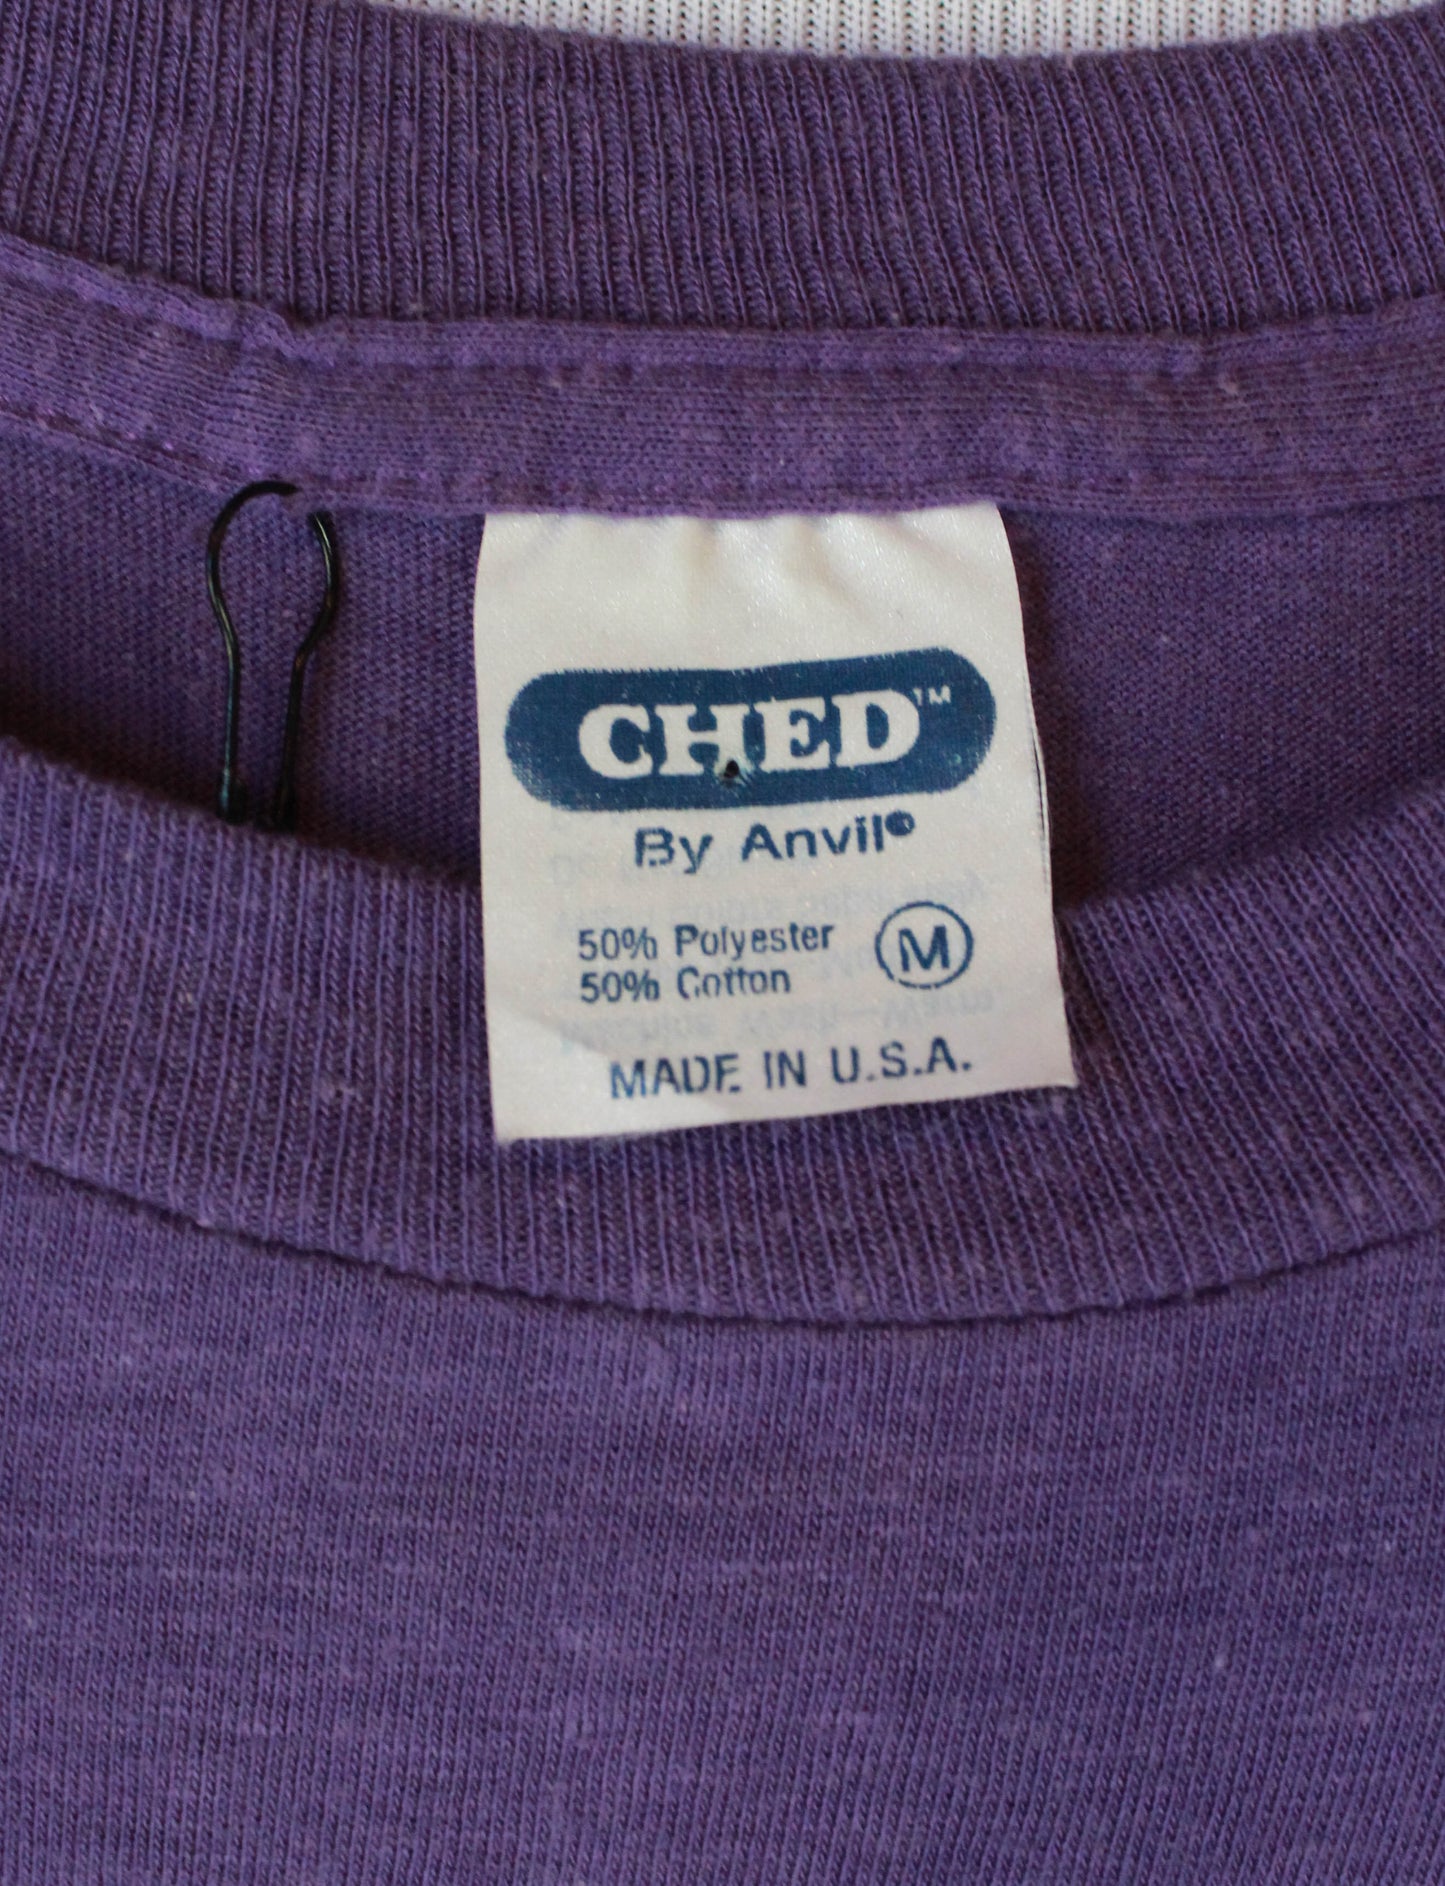 CHED™
By Anvil®
50% Polyester
50% Cotton
M
MADE IN U.S.A.